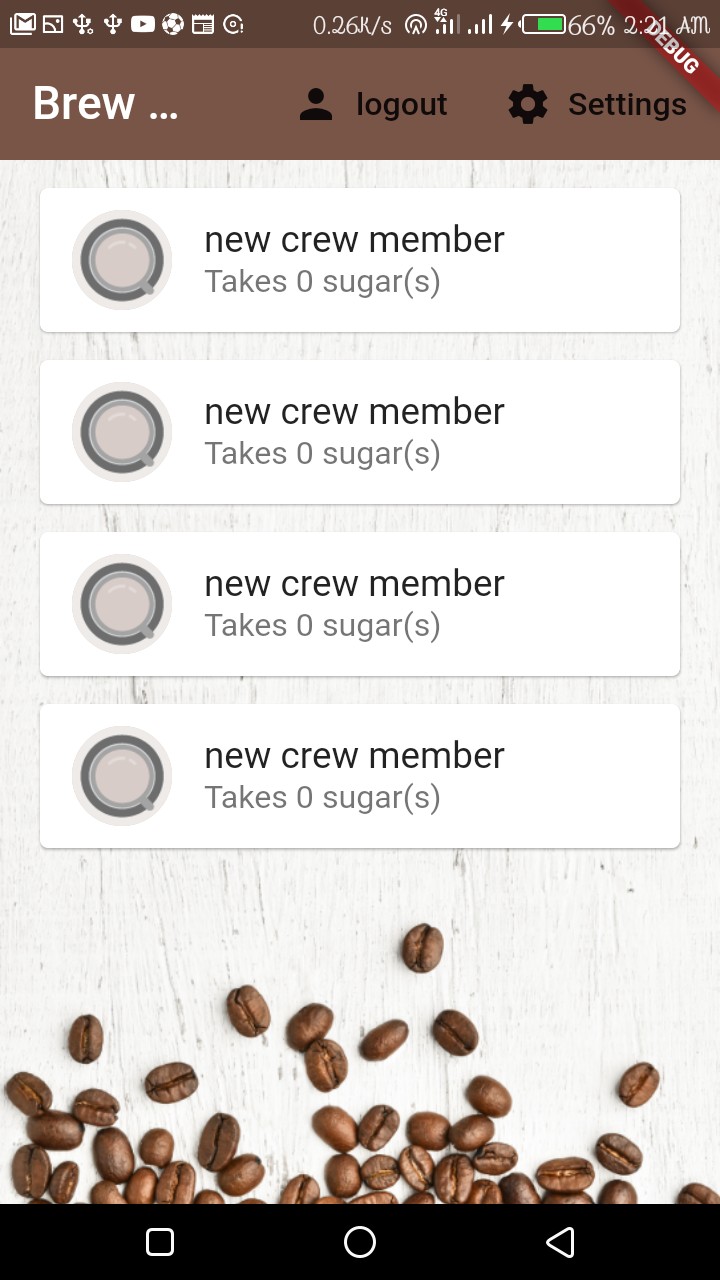 0.26K/s 4G 66% 2:21 AM
DEBUG
Brew ... logout Settings
new crew member
Takes 0 sugar(s)
new crew member
Takes 0 sugar(s)
new crew member
Takes 0 sugar(s)
new crew member
Takes 0 sugar(s)